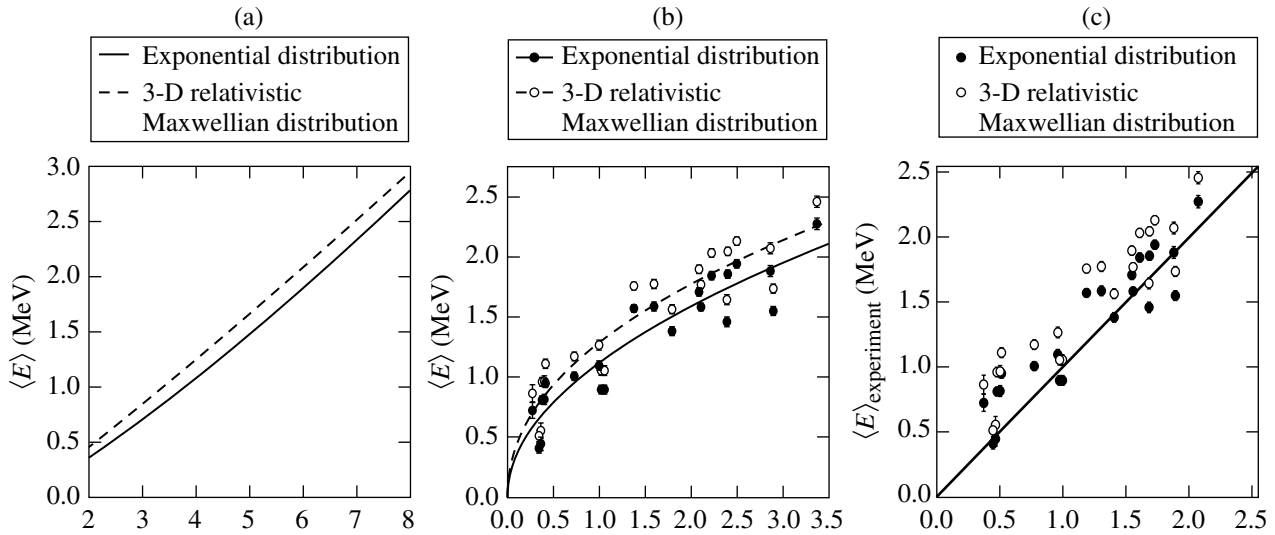 (a)
Exponential distribution
3-D relativistic
Maxwellian distribution
⟨E⟩ (MeV)
3.0
2.5
2.0
1.5
1.0
0.5
0.0
2 3 4 5 6 7 8
(b)
Exponential distribution
3-D relativistic
Maxwellian distribution
⟨E⟩ (MeV)
2.5
2.0
1.5
1.0
0.5
0.0
0.0 0.5 1.0 1.5 2.0 2.5 3.0 3.5
(c)
Exponential distribution
3-D relativistic
Maxwellian distribution
⟨E⟩experiment (MeV)
2.5
2.0
1.5
1.0
0.5
0.0
0.0 0.5 1.0 1.5 2.0 2.5